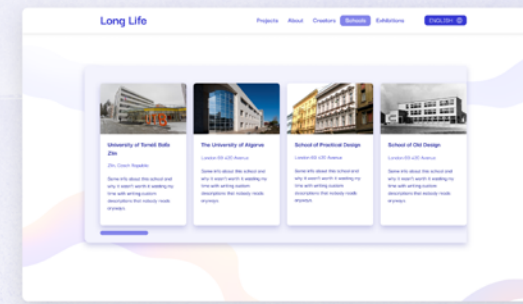 Long Life
Projects About Creators Schools Exhibitions ENGLISH
University of Tomáš Baťa
Zlín
Zlín, Czech Republic
Some info about this school and
why it wasn't worth it wasting my
time with writing custom
descriptions that nobody reads
anyways.
The University of Algarve
London 69 420 Avenue
Some info about this school and
why it wasn't worth it wasting my
time with writing custom
descriptions that nobody reads
anyways.
School of Practical Design
London 69 420 Avenue
Some info about this school and
why it wasn't worth it wasting my
time with writing custom
descriptions that nobody reads
anyways.
School of Old Design
London 69 420 Avenue
Some info about this school and
why it wasn't worth it wasting my
time with writing custom
descriptions that nobody reads
anyways.